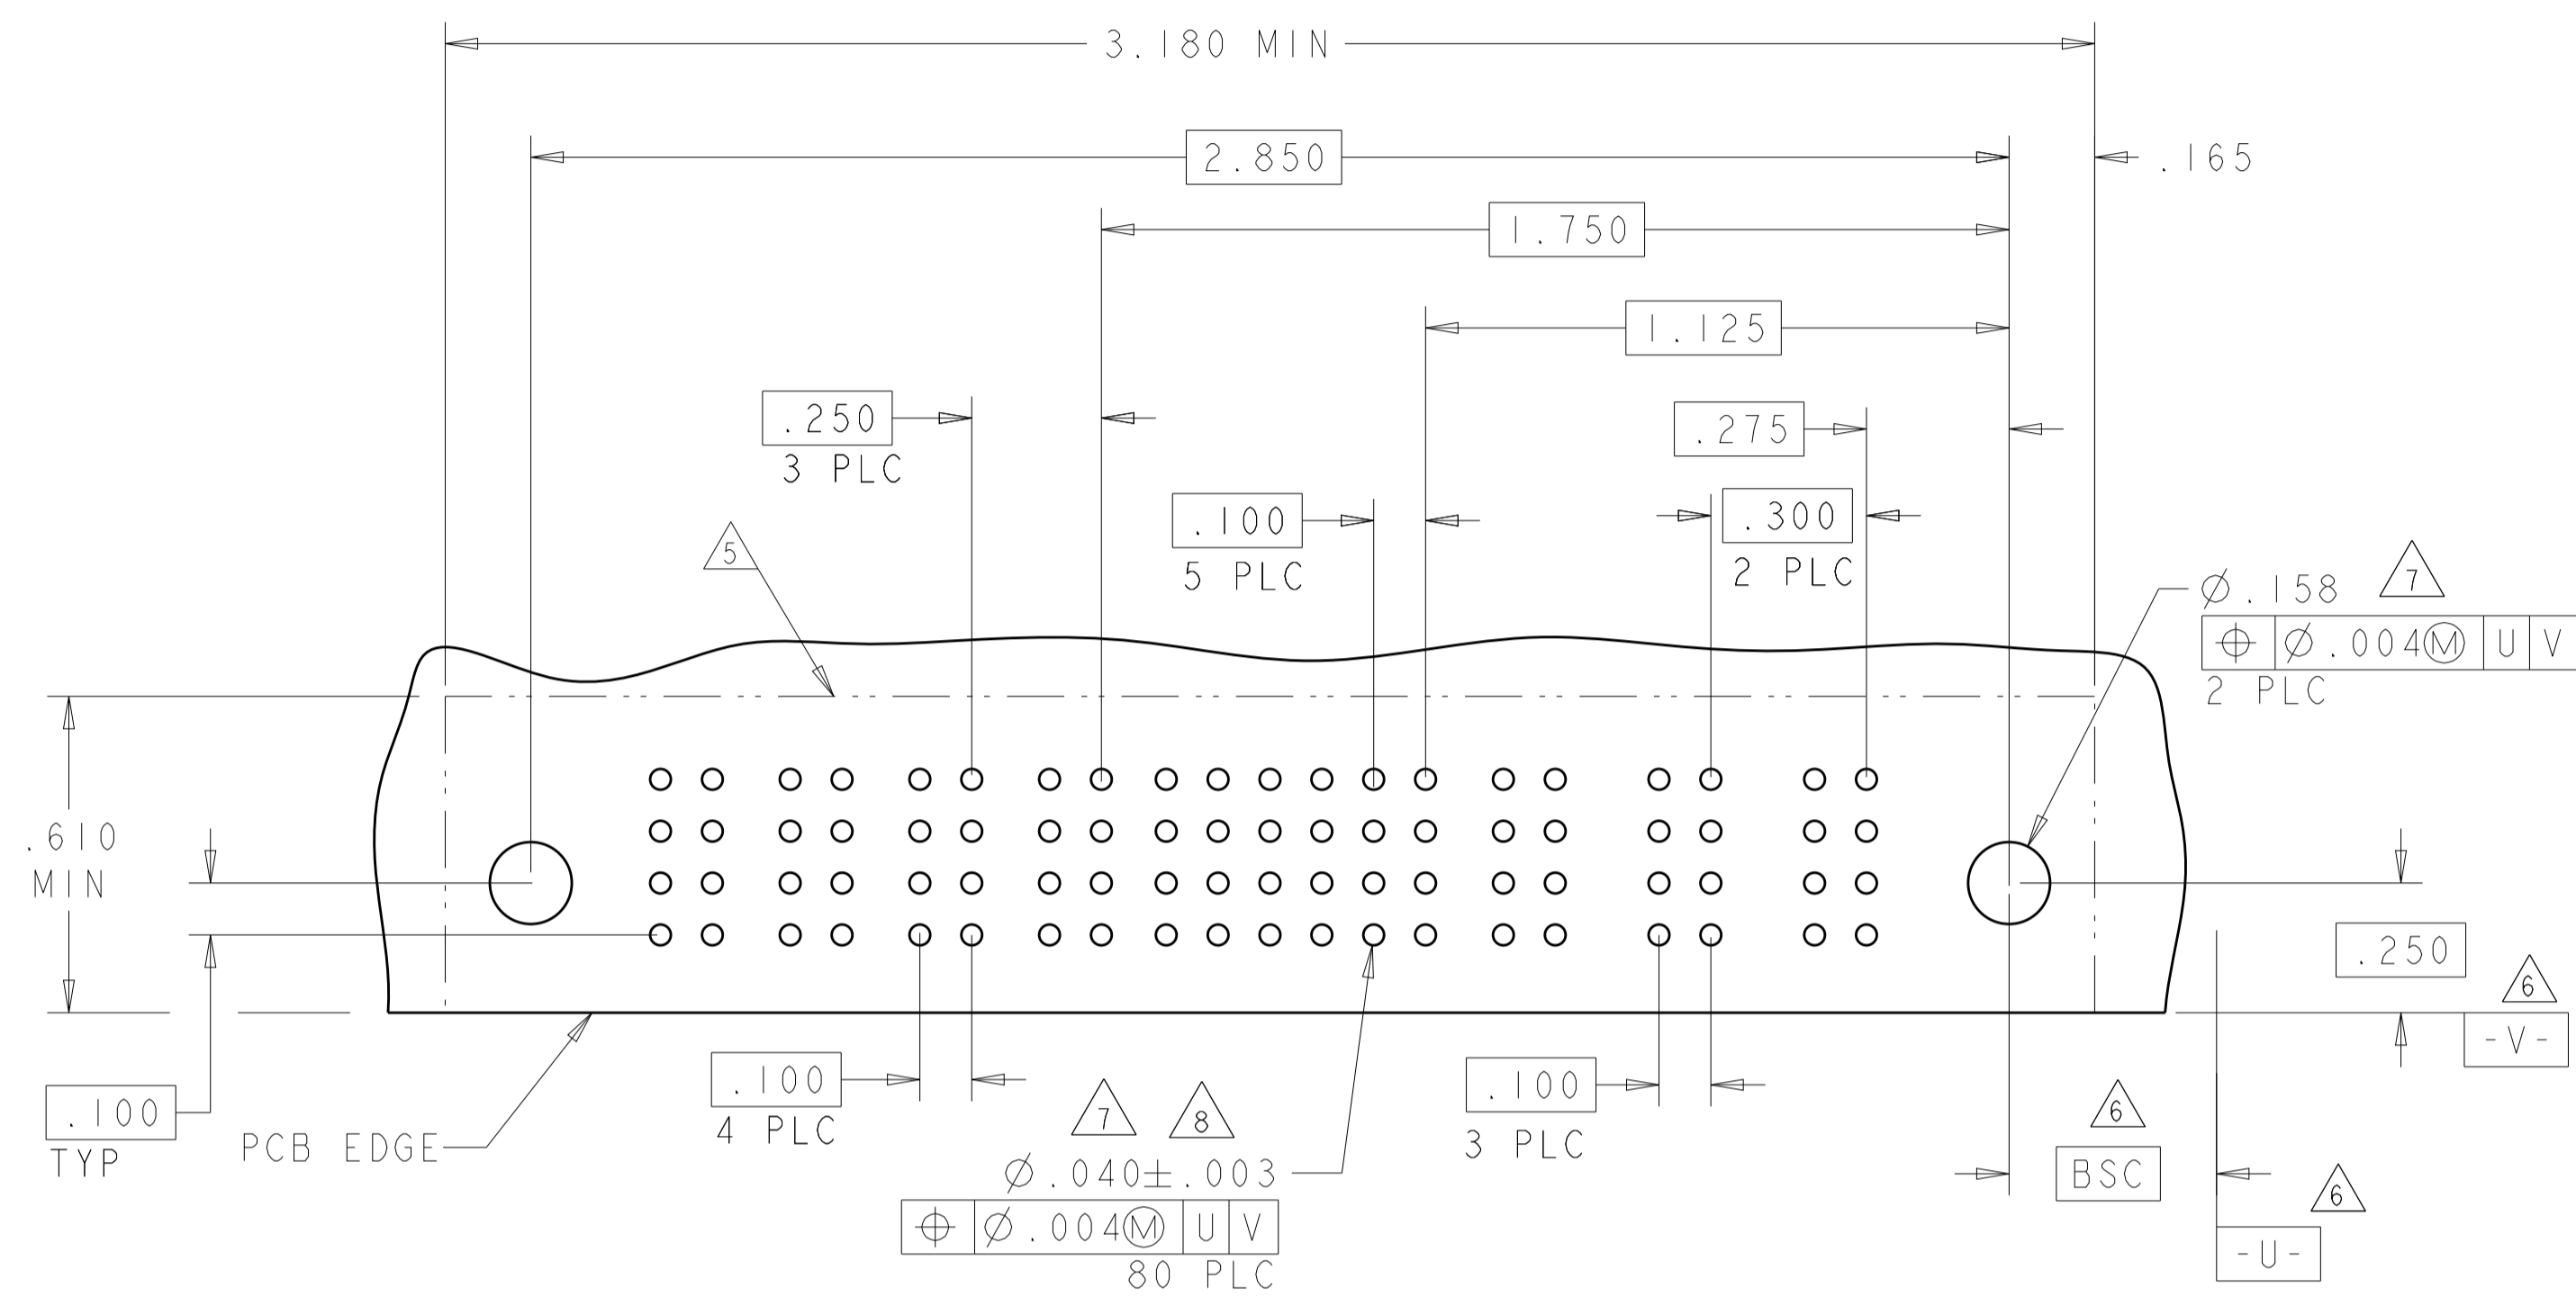 3.180 MIN
2.850
.165
1.750
1.125
.250
3 PLC
.275
.100
5 PLC
.300
2 PLC
5
Ø.158
7
⌖ Ø.004Ⓜ U V
2 PLC
.610
MIN
.250
6
-V-
.100
TYP
PCB EDGE
.100
4 PLC
7
8
Ø.040±.003
⌖ Ø.004Ⓜ U V
80 PLC
.100
3 PLC
6
BSC
6
-U-